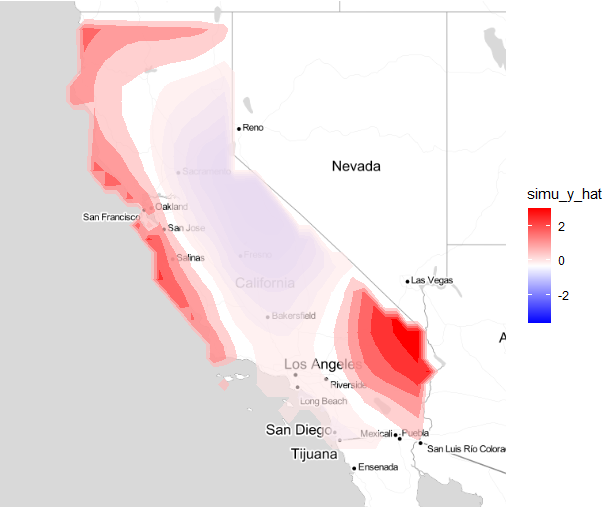 Reno
Nevada
Sacramento
Oakland
San Francisco
San Jose
Salinas
Fresno
California
Las Vegas
Bakersfield
A
Los Angeles
Riverside
Long Beach
San Diego
Mexicali
Puebla
Tijuana
San Luis Río Colora
Ensenada
simu_y_hat
2
0
-2